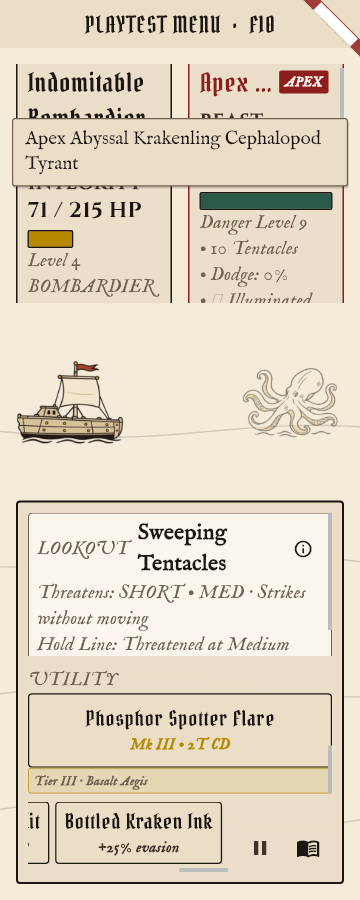 PLAYTEST MENU · F10
Indomitable
Bombardier
Apex ... APEX
BEAST
Apex Abyssal Krakenling Cephalopod
Tyrant
INTEGRITY
71 / 215 HP
Level 4
BOMBARDIER
Danger Level 9
• 10 Tentacles
• Dodge: 0%
• Illuminated
LOOKOUT Sweeping
Tentacles
Threatens: SHORT • MED · Strikes
without moving
Hold Line: Threatened at Medium
UTILITY
Phosphor Spotter Flare
Mk III • 2T CD
Tier III · Basalt Aegis
it Bottled Kraken Ink
+25% evasion